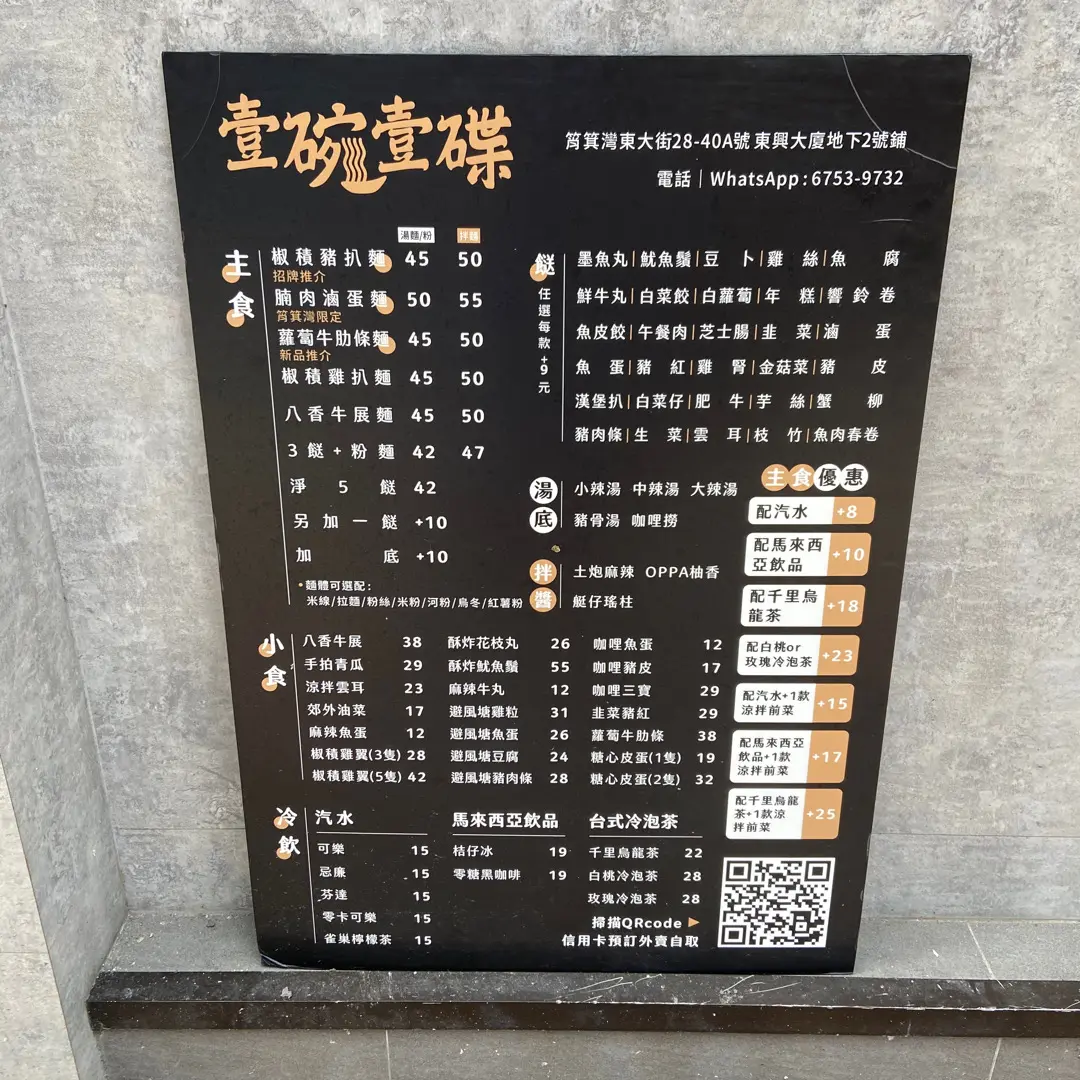 壹碗壹碟
筲箕灣東大街28-40A號 東興大廈地下2號鋪
電話｜WhatsApp : 6753-9732
主食
湯麵/粉 拌麵
椒積豬扒麵 45 50
招牌推介
腩肉滷蛋麵 50 55
筲箕灣限定
蘿蔔牛肋條麵 45 50
新品推介
椒積雞扒麵 45 50
八香牛展麵 45 50
3餸+粉麵 42 47
淨5餸 42
另加一餸 +10
加底 +10
•麵體可選配:
米線/拉麵/粉絲/米粉/河粉/烏冬/紅薯粉
餸
任選每款+9元
墨魚丸|魷魚鬚|豆卜|雞絲|魚腐
鮮牛丸|白菜餃|白蘿蔔|年糕|響鈴卷
魚皮餃|午餐肉|芝士腸|韭菜|滷蛋
魚蛋|豬紅|雞腎|金菇菜|豬皮
漢堡扒|白菜仔|肥牛|芋絲|蟹柳
豬肉條|生菜|雲耳|枝竹|魚肉春卷
湯底
小辣湯 中辣湯 大辣湯
豬骨湯 咖哩撈
拌醬
土炮麻辣 OPPA柚香
艇仔瑤柱
主食優惠
配汽水 +8
配馬來西亞飲品 +10
配千里烏龍茶 +18
配白桃or玫瑰冷泡茶 +23
配汽水+1款涼拌前菜 +15
配馬來西亞飲品+1款涼拌前菜 +17
配千里烏龍茶+1款涼拌前菜 +25
小食
八香牛展 38 酥炸花枝丸 26 咖哩魚蛋 12
手拍青瓜 29 酥炸魷魚鬚 55 咖哩豬皮 17
涼拌雲耳 23 麻辣牛丸 12 咖哩三寶 29
郊外油菜 17 避風塘雞粒 31 韭菜豬紅 29
麻辣魚蛋 12 避風塘魚蛋 26 蘿蔔牛肋條 38
椒積雞翼(3隻) 28 避風塘豆腐 24 糖心皮蛋(1隻) 19
椒積雞翼(5隻) 42 避風塘豬肉條 28 糖心皮蛋(2隻) 32
冷飲
汽水
可樂 15
忌廉 15
芬達 15
零卡可樂 15
雀巢檸檬茶 15
馬來西亞飲品
桔仔冰 19
零糖黑咖啡 19
台式冷泡茶
千里烏龍茶 22
白桃冷泡茶 28
玫瑰冷泡茶 28
掃描QRcode
信用卡預訂外賣自取